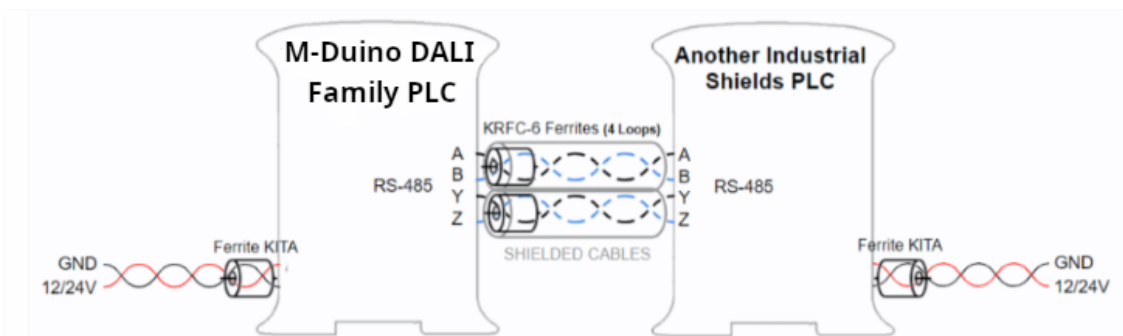 M-Duino DALI
Family PLC
Another Industrial
Shields PLC
KRFC-6 Ferrites (4 Loops)
A
B
Y
Z
RS-485
A
B
Y
Z
RS-485
SHIELDED CABLES
Ferrite KITA
GND
12/24V
Ferrite KITA
GND
12/24V